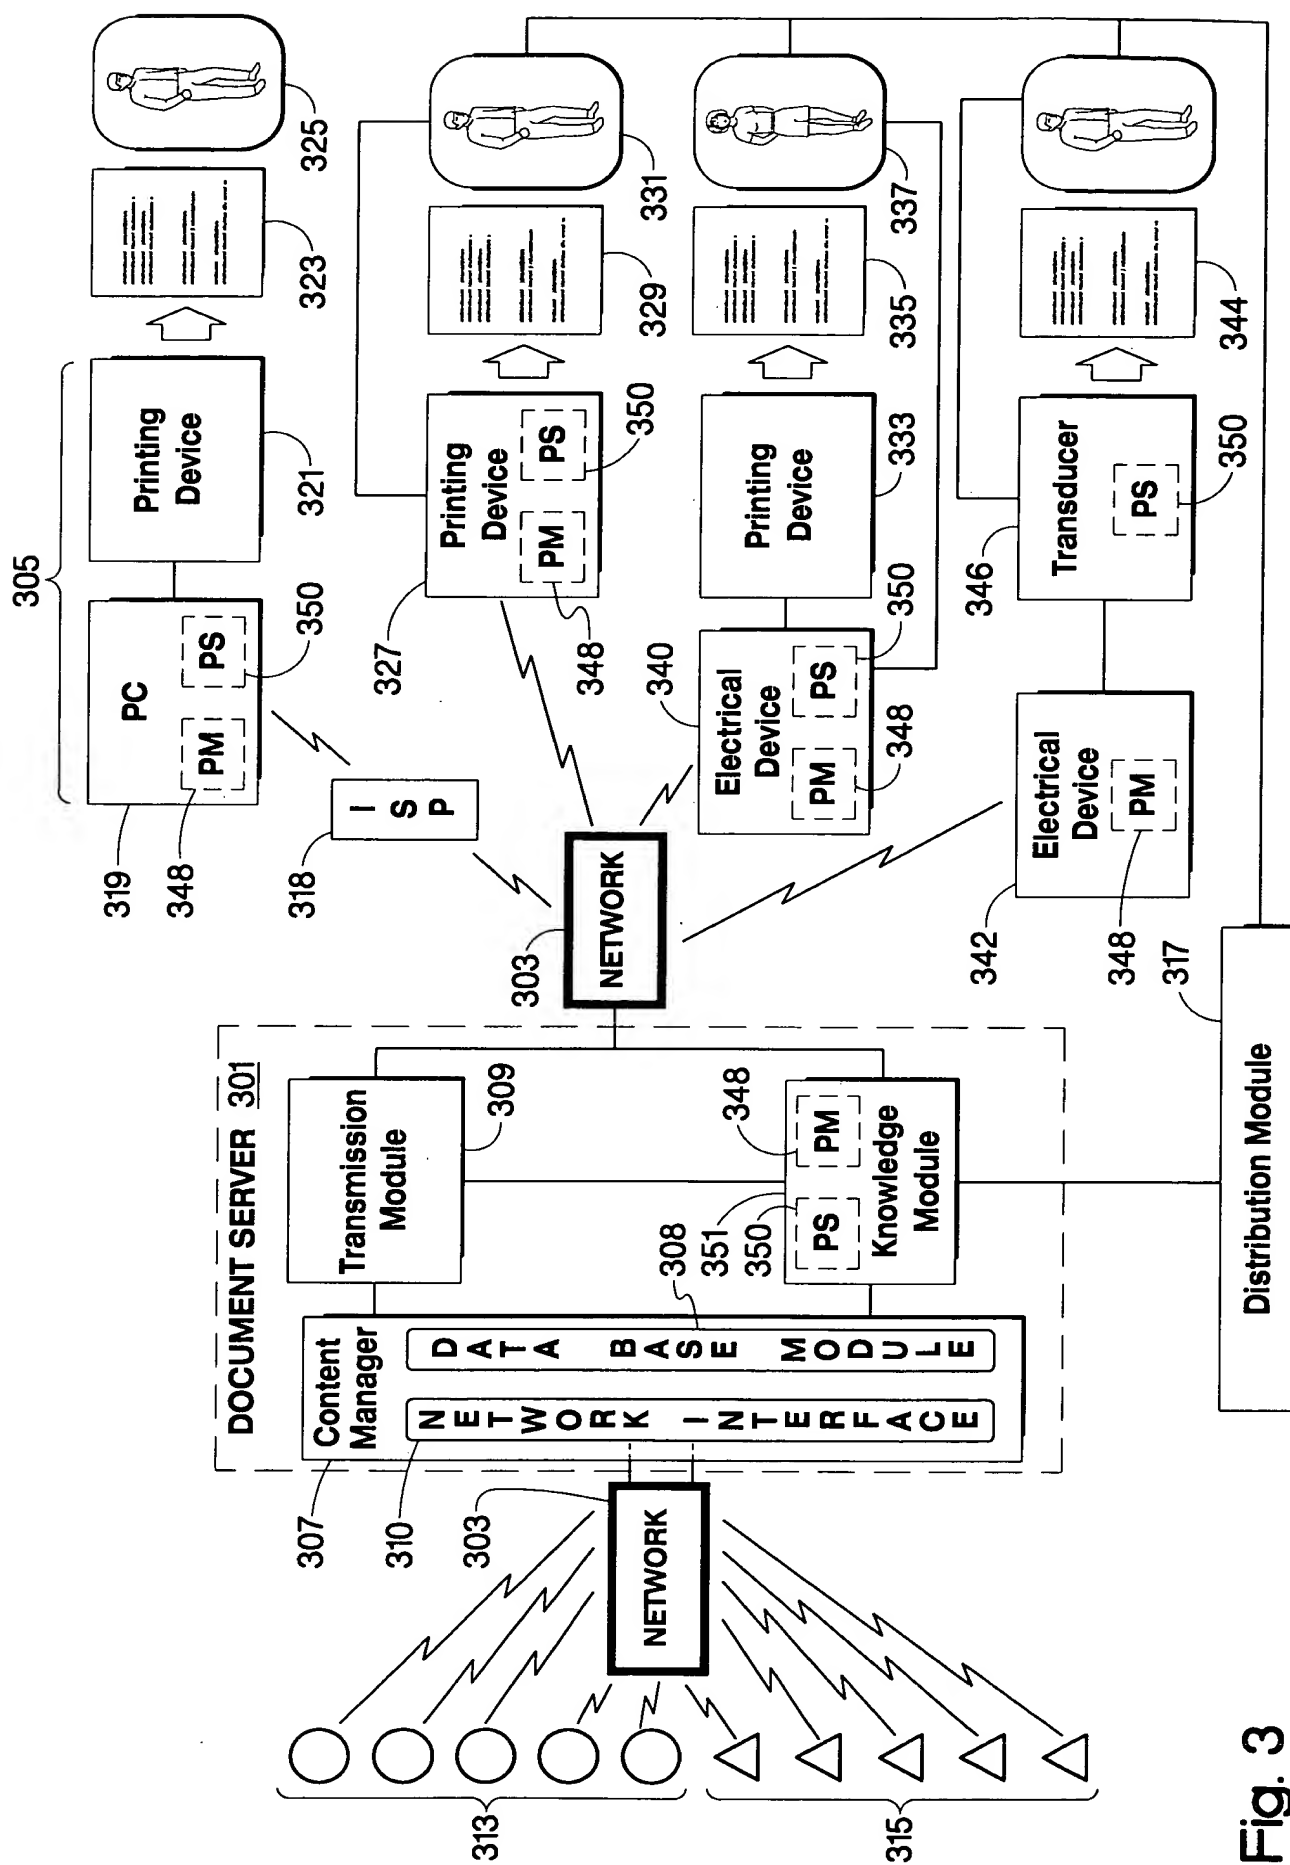 313
315
303
NETWORK
307
310
DOCUMENT SERVER 301
Content
Manager
NETWORK INTERFACE
DATA BASE MODULE
308
Transmission
Module
309
351
350
348
PS
PM
Knowledge
Module
303
NETWORK
318
ISP
305
319
348
PC
PM
PS
350
Printing
Device
321
323
325
327
Printing
Device
PM
PS
348
350
329
331
340
Electrical
Device
PM
PS
348
350
Printing
Device
333
335
337
342
Electrical
Device
PM
348
346
Transducer
PS
350
344
317
Distribution Module
Fig. 3